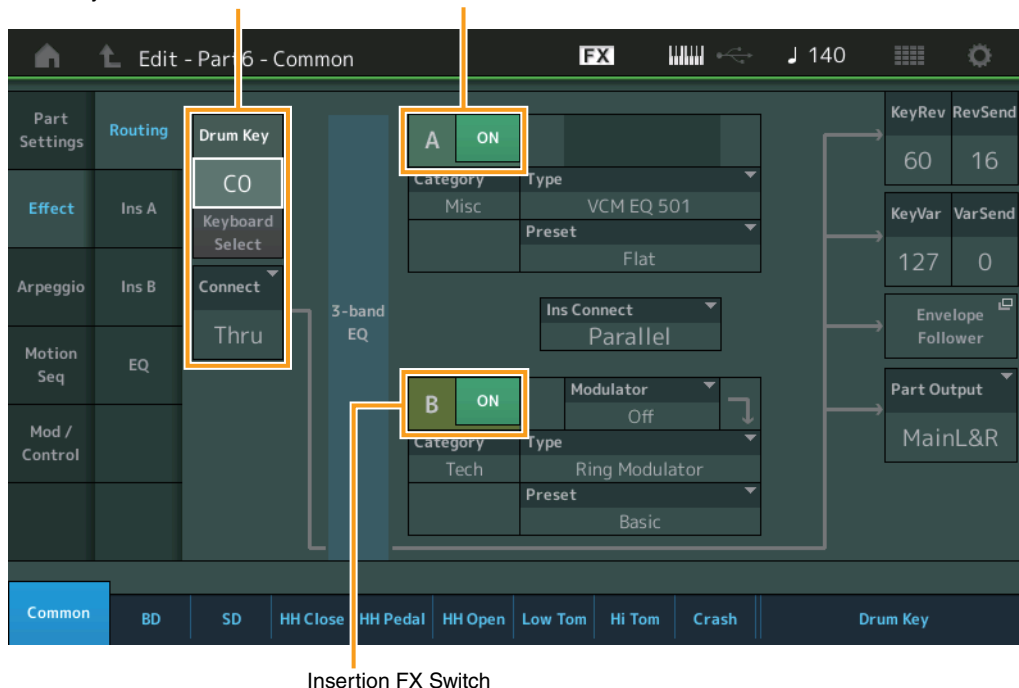 Edit - Part6 - Common
FX
140
Part Settings
Effect
Arpeggio
Motion Seq
Mod / Control
Routing
Ins A
Ins B
EQ
Drum Key
C0
Keyboard Select
Connect
Thru
3-band EQ
A
ON
Category
Misc
Type
VCM EQ 501
Preset
Flat
Ins Connect
Parallel
B
ON
Modulator
Off
Category
Tech
Type
Ring Modulator
Preset
Basic
KeyRev
RevSend
60
16
KeyVar
VarSend
127
0
Envelope Follower
Part Output
MainL&R
Common
BD
SD
HH Close
HH Pedal
HH Open
Low Tom
Hi Tom
Crash
Drum Key
Insertion FX Switch